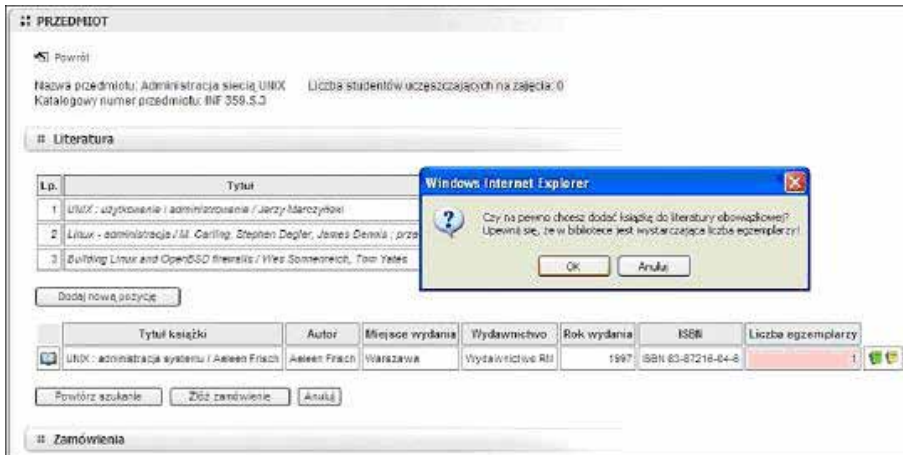 PRZEDMIOT
Powrót
Nazwa przedmiotu: Administracja siecią UNIX Liczba studentów uczęszczających na zajęcia: 0
Katalogowy numer przedmiotu: INF 359.S.3
Literatura
Lp. Tytuł
1 UNIX : użytkowanie i administrowanie / Jerzy Marczyński
2 Linux - administracja / M. Carling, Stephen Degler, James Dennis ; prze
3 Building Linux and OpenBSD firewalls / Wes Sonnenreich, Tom Yates
Windows Internet Explorer
Czy na pewno chcesz dodać książkę do literatury obowiązkowej?
Upewnij się, że w bibliotece jest wystarczająca liczba egzemplarzy!
OK Anuluj
Dodaj nową pozycję
Tytuł książki Autor Miejsce wydania Wydawnictwo Rok wydania ISBN Liczba egzemplarzy
UNIX : administracja systemu / Aeleen Frisch Aeleen Frisch Warszawa Wydawnictwo RM 1997 ISBN 83-87216-04-6 1
Powtórz szukanie Złóż zamówienie Anuluj
Zamówienia